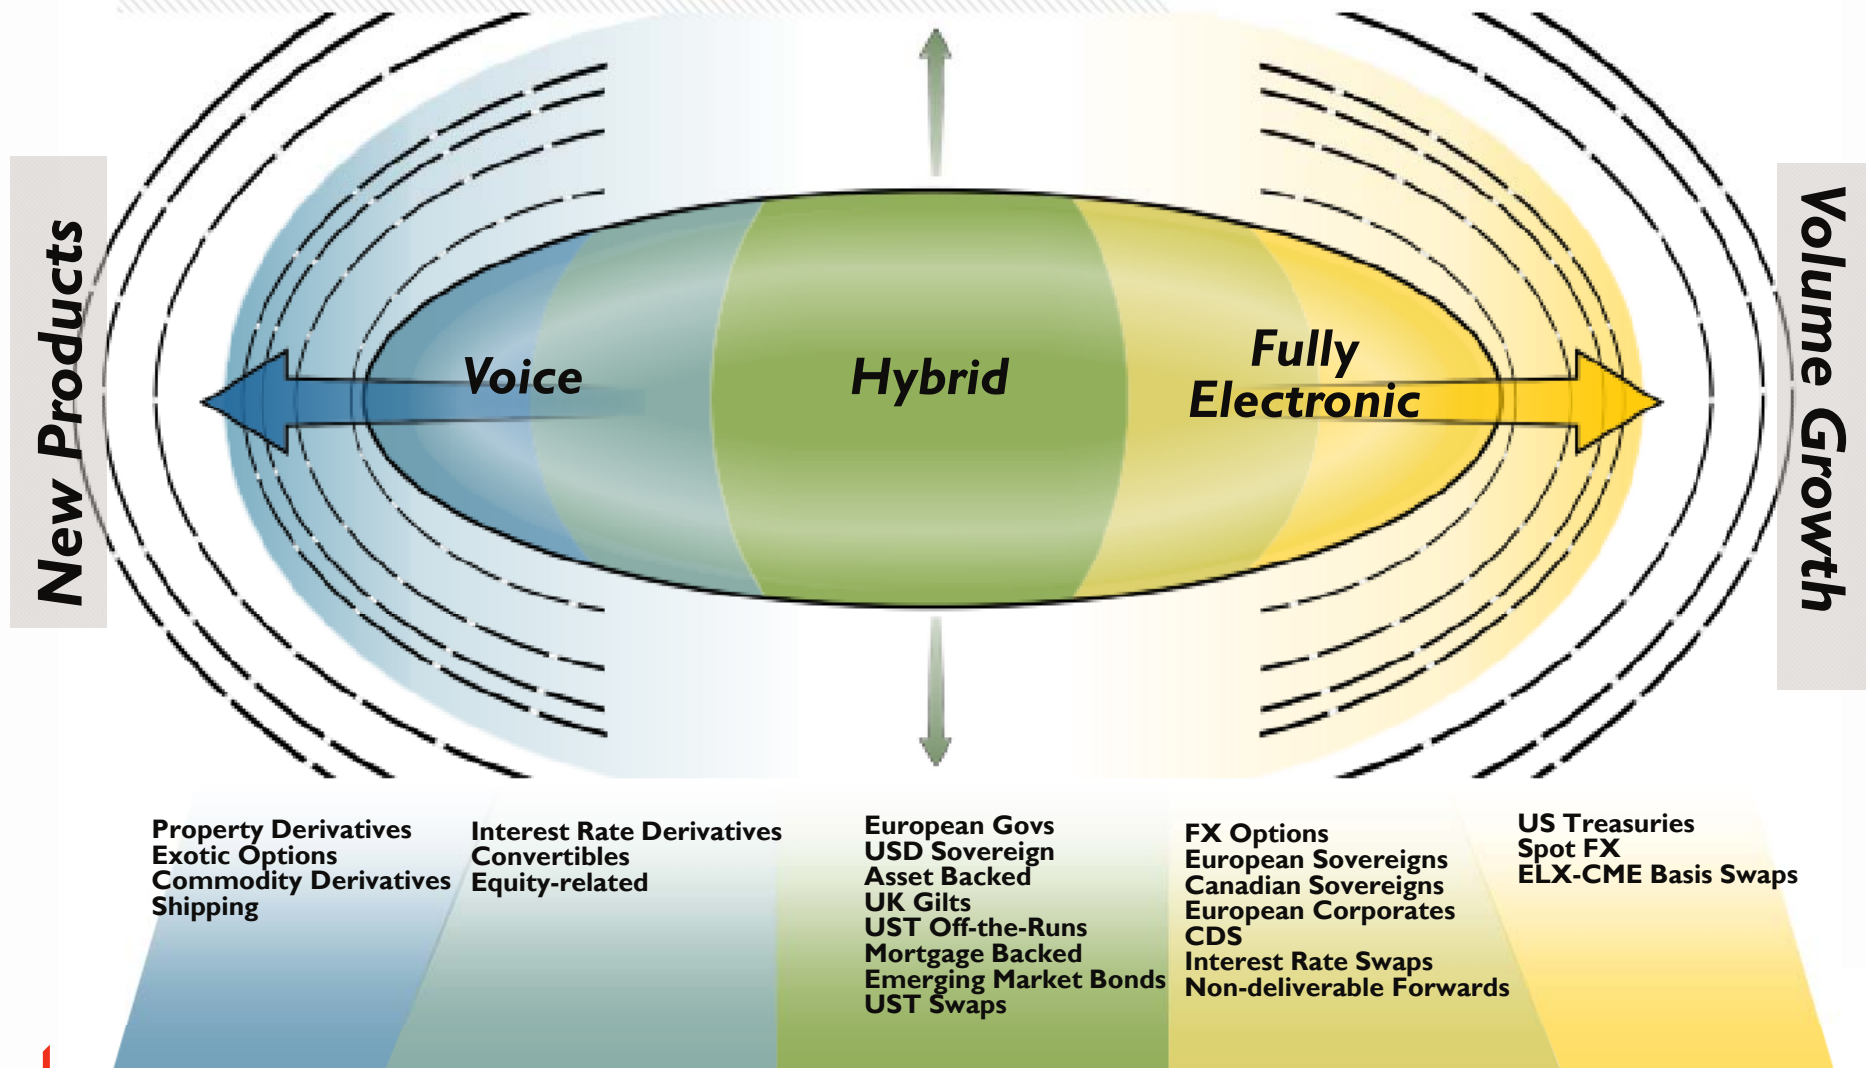 New Products
Voice
Hybrid
Fully
Electronic
Volume Growth
Property Derivatives
Exotic Options
Commodity Derivatives
Shipping
Interest Rate Derivatives
Convertibles
Equity-related
European Govs
USD Sovereign
Asset Backed
UK Gilts
UST Off-the-Runs
Mortgage Backed
Emerging Market Bonds
UST Swaps
FX Options
European Sovereigns
Canadian Sovereigns
European Corporates
CDS
Interest Rate Swaps
Non-deliverable Forwards
US Treasuries
Spot FX
ELX-CME Basis Swaps